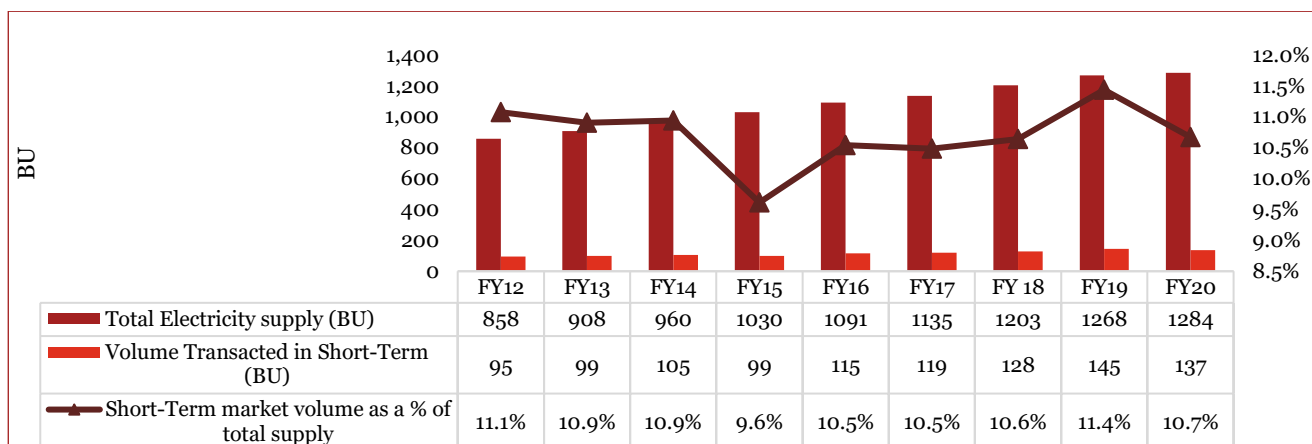 BU
1,400 12.0%
1,200 11.5%
1,000 11.0%
800 10.5%
600 10.0%
400 9.5%
200 9.0%
0 8.5%
FY12 FY13 FY14 FY15 FY16 FY17 FY 18 FY19 FY20
Total Electricity supply (BU) 858 908 960 1030 1091 1135 1203 1268 1284
Volume Transacted in Short-Term
(BU) 95 99 105 99 115 119 128 145 137
Short-Term market volume as a % of
total supply 11.1% 10.9% 10.9% 9.6% 10.5% 10.5% 10.6% 11.4% 10.7%